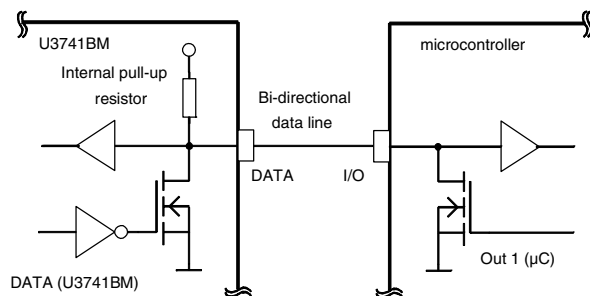 U3741BM
microcontroller
Internal pull-up
resistor
Bi-directional
data line
DATA
I/O
DATA (U3741BM)
Out 1 (µC)